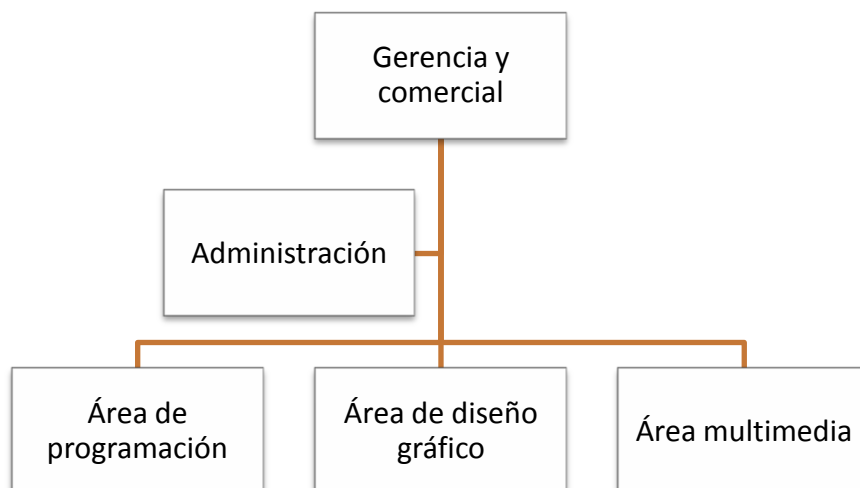 Gerencia y
comercial
Administración
Área de
programación
Área de diseño
gráfico
Área multimedia